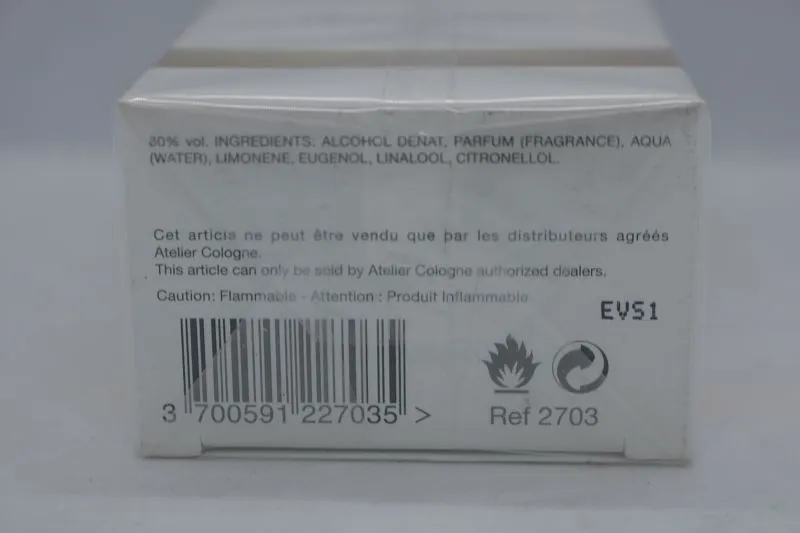 80% vol. INGREDIENTS: ALCOHOL DENAT, PARFUM (FRAGRANCE), AQUA
(WATER), LIMONENE, EUGENOL, LINALOOL, CITRONELLOL.
Cet article ne peut être vendu que par les distributeurs agréés
Atelier Cologne.
This article can only be sold by Atelier Cologne authorized dealers.
Caution: Flammable - Attention : Produit Inflammable
EVS1
3 700591 227035 >
Ref 2703